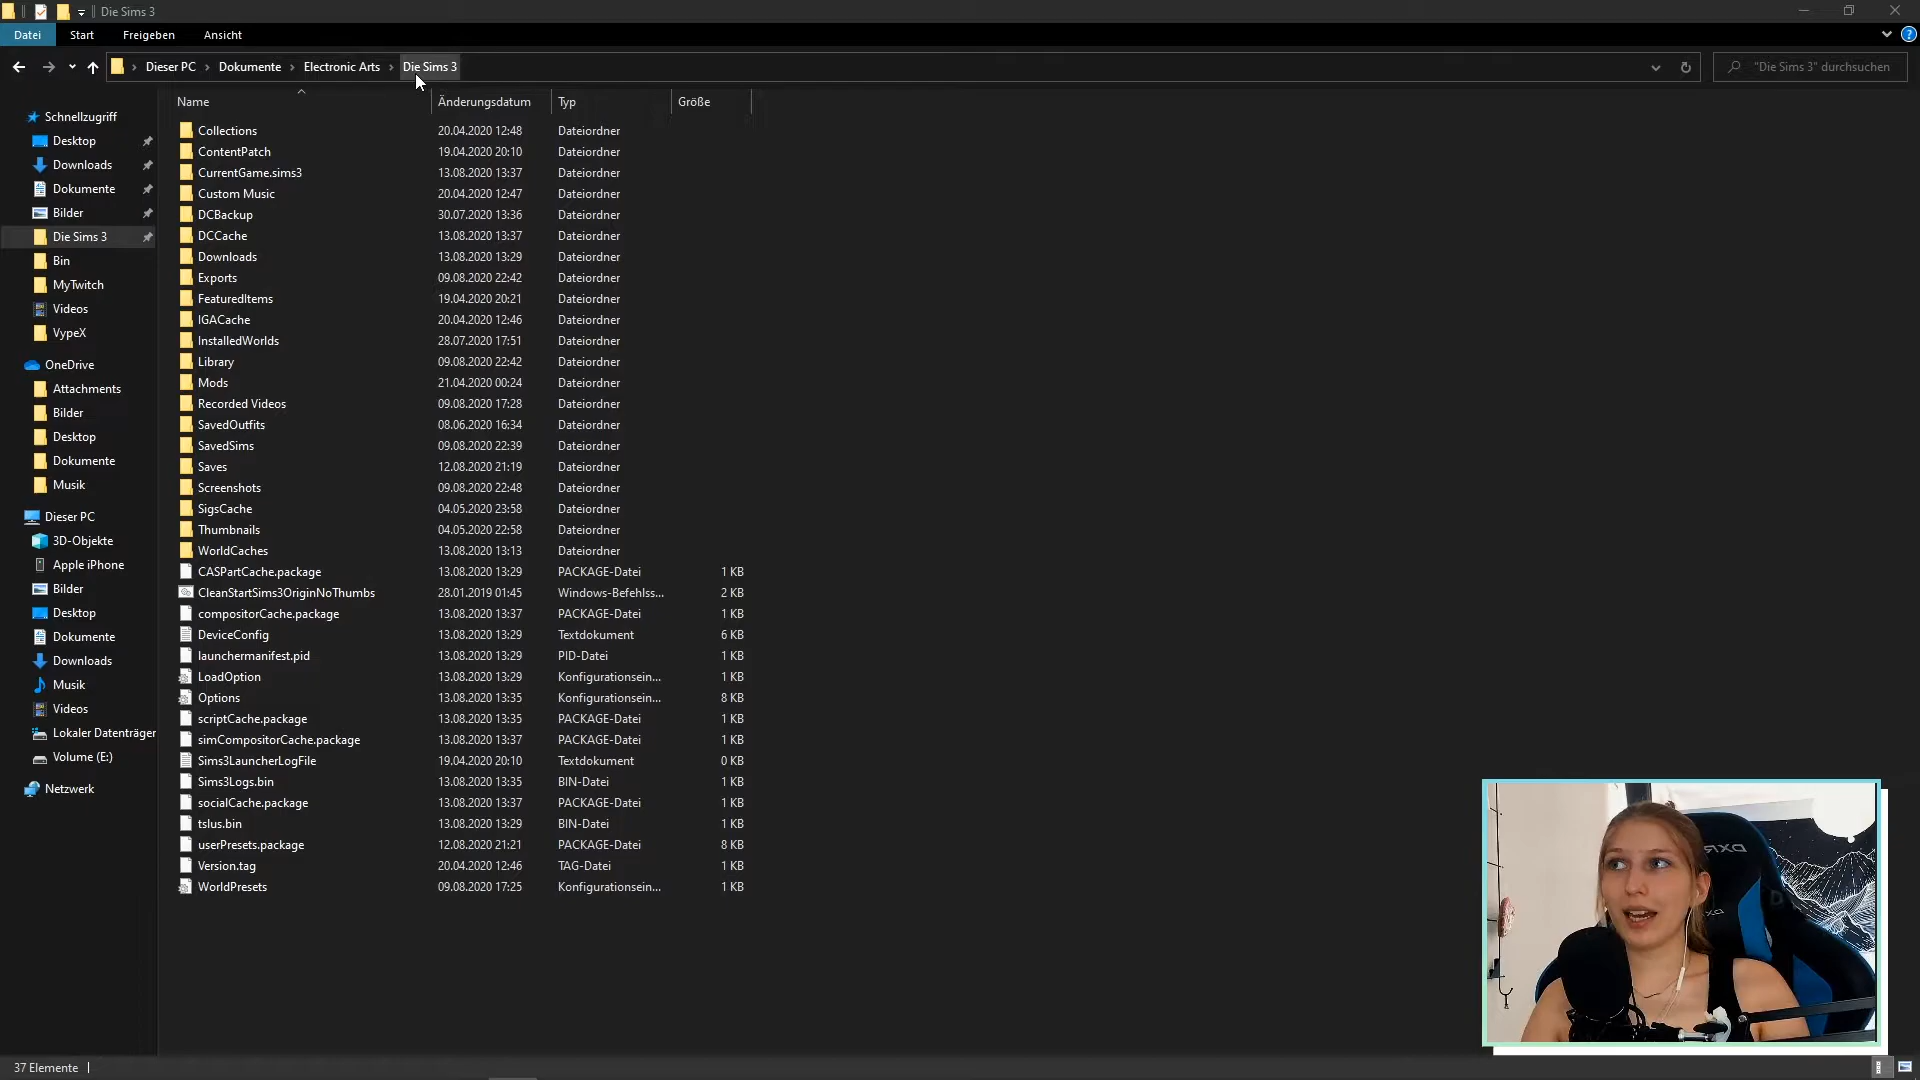 Die Sims 3
Datei Start Freigeben Ansicht
Dieser PC Dokumente Electronic Arts Die Sims 3 "Die Sims 3" durchsuchen
Name Änderungsdatum Typ Größe
Schnellzugriff
Desktop
Downloads
Dokumente
Bilder
Die Sims 3
Bin
MyTwitch
Videos
VypeX
OneDrive
Attachments
Bilder
Desktop
Dokumente
Musik
Dieser PC
3D-Objekte
Apple iPhone
Bilder
Desktop
Dokumente
Downloads
Musik
Videos
Lokaler Datenträger
Volume (E:)
Netzwerk
Collections 20.04.2020 12:48 Dateiordner
ContentPatch 19.04.2020 20:10 Dateiordner
CurrentGame.sims3 13.08.2020 13:37 Dateiordner
Custom Music 20.04.2020 12:47 Dateiordner
DCBackup 30.07.2020 13:36 Dateiordner
DCCache 13.08.2020 13:37 Dateiordner
Downloads 13.08.2020 13:29 Dateiordner
Exports 09.08.2020 22:42 Dateiordner
FeaturedItems 19.04.2020 20:21 Dateiordner
IGACache 20.04.2020 12:46 Dateiordner
InstalledWorlds 28.07.2020 17:51 Dateiordner
Library 09.08.2020 22:42 Dateiordner
Mods 21.04.2020 00:24 Dateiordner
Recorded Videos 09.08.2020 17:28 Dateiordner
SavedOutfits 08.06.2020 16:34 Dateiordner
SavedSims 09.08.2020 22:39 Dateiordner
Saves 12.08.2020 21:19 Dateiordner
Screenshots 09.08.2020 22:48 Dateiordner
SigsCache 04.05.2020 23:58 Dateiordner
Thumbnails 04.05.2020 22:58 Dateiordner
WorldCaches 13.08.2020 13:13 Dateiordner
CASPartCache.package 13.08.2020 13:29 PACKAGE-Datei 1 KB
CleanStartSims3OriginNoThumbs 28.01.2019 01:45 Windows-Befehlss... 2 KB
compositorCache.package 13.08.2020 13:37 PACKAGE-Datei 1 KB
DeviceConfig 13.08.2020 13:29 Textdokument 6 KB
launchermanifest.pid 13.08.2020 13:29 PID-Datei 1 KB
LoadOption 13.08.2020 13:29 Konfigurationsein... 1 KB
Options 13.08.2020 13:35 Konfigurationsein... 8 KB
scriptCache.package 13.08.2020 13:35 PACKAGE-Datei 1 KB
simCompositorCache.package 13.08.2020 13:37 PACKAGE-Datei 1 KB
Sims3LauncherLogFile 19.04.2020 20:10 Textdokument 0 KB
Sims3Logs.bin 13.08.2020 13:35 BIN-Datei 1 KB
socialCache.package 13.08.2020 13:37 PACKAGE-Datei 1 KB
tslus.bin 13.08.2020 13:29 BIN-Datei 1 KB
userPresets.package 12.08.2020 21:21 PACKAGE-Datei 8 KB
Version.tag 20.04.2020 12:46 TAG-Datei 1 KB
WorldPresets 09.08.2020 17:25 Konfigurationsein... 1 KB
37 Elemente